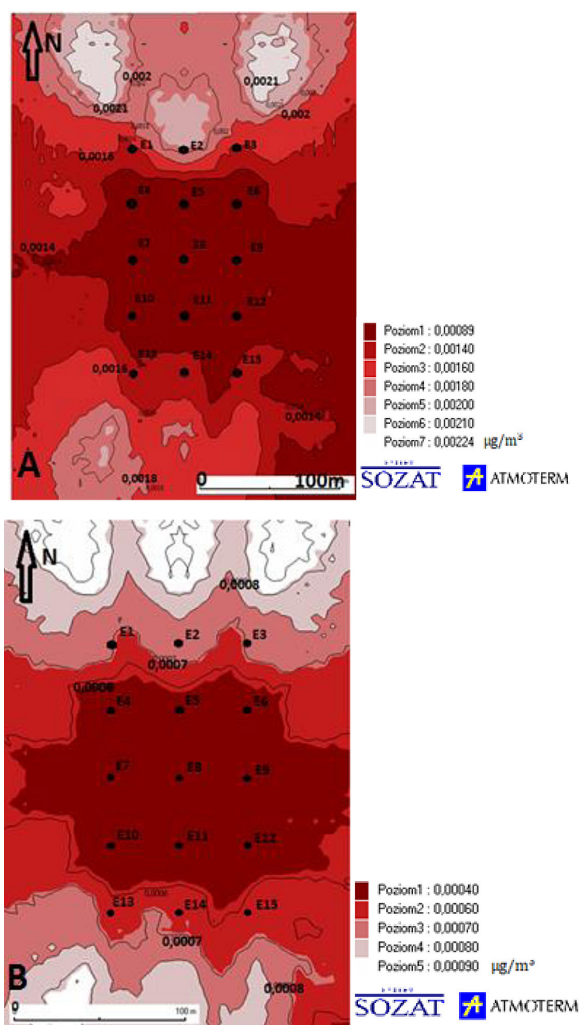 N
0,002
0,0021
0,0021
0,002
0,0016
E1
E2
E3
E4
E5
E6
0,0014
E7
E8
E9
E10
E11
E12
0,0016
E13
E14
E15
0,0014
0,0018
A
0
100m
Poziom1 : 0,00089
Poziom2 : 0,00140
Poziom3 : 0,00160
Poziom4 : 0,00180
Poziom5 : 0,00200
Poziom6 : 0,00210
Poziom7 : 0,00224 µg/m³
SYSTEM
SOZAT
ATMOTERM
N
0,0008
E1
E2
E3
0,0007
0,0006
E4
E5
E6
E7
E8
E9
E10
E11
E12
0,0006
E13
E14
E15
0,0007
0,0008
B
0
100 m
Poziom1 : 0,00040
Poziom2 : 0,00060
Poziom3 : 0,00070
Poziom4 : 0,00080
Poziom5 : 0,00090 µg/m³
SYSTEM
SOZAT
ATMOTERM